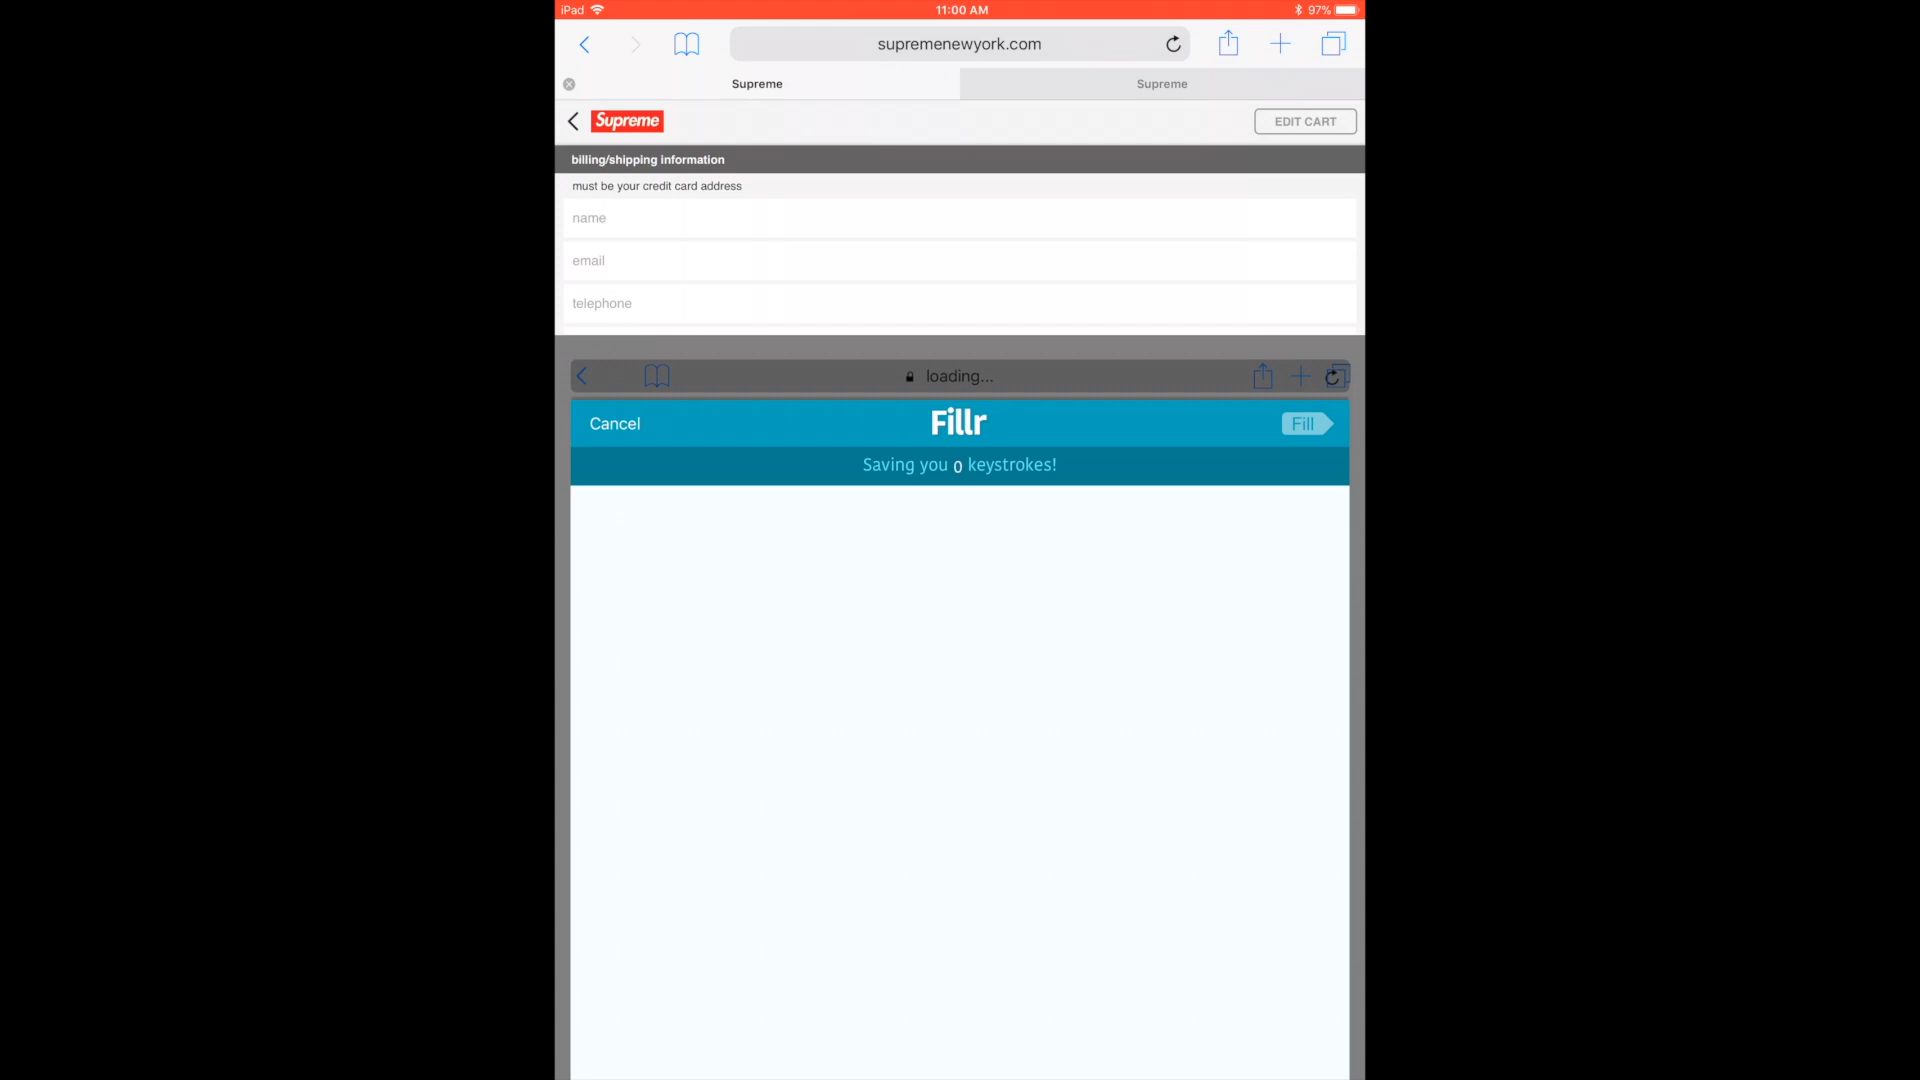 iPad 11:00 AM 97%
supremenewyork.com
Supreme Supreme
Supreme EDIT CART
billing/shipping information
must be your credit card address
name
email
telephone
loading...
Cancel Fillr Fill
Saving you 0 keystrokes!